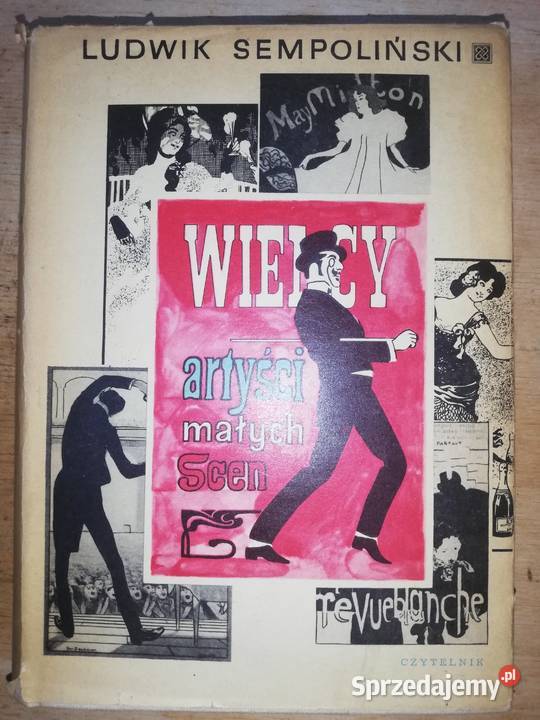 LUDWIK SEMPOLIŃSKI
May Milton
WIELCY
artyści
małych
Scen
reVueblanche
CZYTELNIK
Sprzedajemy.pl